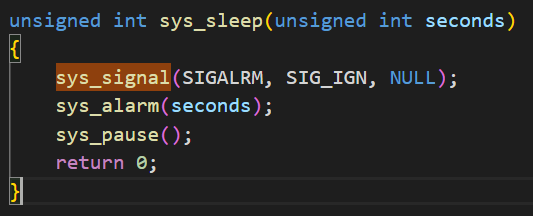 unsigned int sys_sleep(unsigned int seconds)
{
sys_signal(SIGALRM, SIG_IGN, NULL);
sys_alarm(seconds);
sys_pause();
return 0;
}